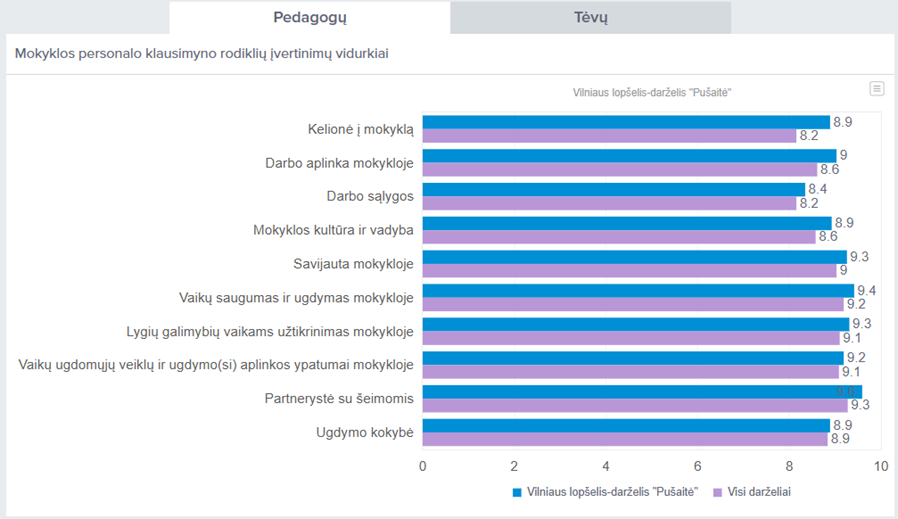 Pedagogų
Tėvų
Mokyklos personalo klausimyno rodiklių įvertinimų vidurkiai
Vilniaus lopšelis-darželis "Pušaitė"
Kelionė į mokyklą
8.9
8.2
Darbo aplinka mokykloje
9
8.6
Darbo sąlygos
8.4
8.2
Mokyklos kultūra ir vadyba
8.9
8.6
Savijauta mokykloje
9.3
9
Vaikų saugumas ir ugdymas mokykloje
9.4
9.2
Lygių galimybių vaikams užtikrinimas mokykloje
9.3
9.1
Vaikų ugdomųjų veiklų ir ugdymo(si) aplinkos ypatumai mokykloje
9.2
9.1
Partnerystė su šeimomis
9.6
9.3
Ugdymo kokybė
8.9
8.9
0 2 4 6 8 10
Vilniaus lopšelis-darželis "Pušaitė" Visi darželiai